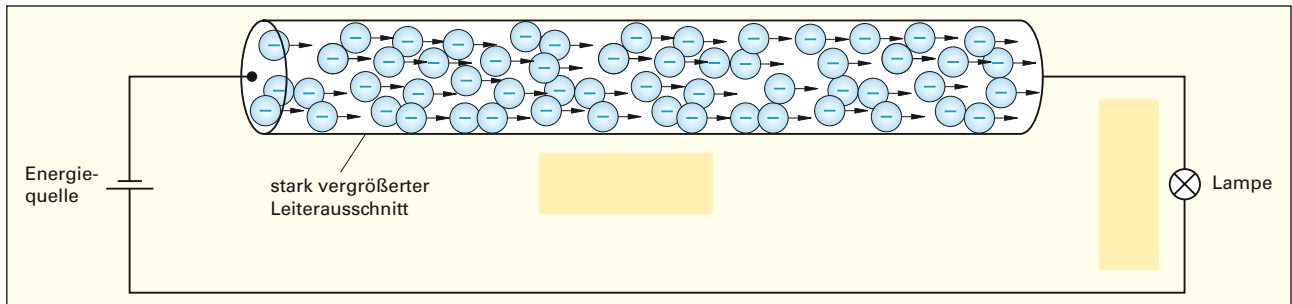 Energie-
quelle
stark vergrößerter
Leiterausschnitt
Lampe